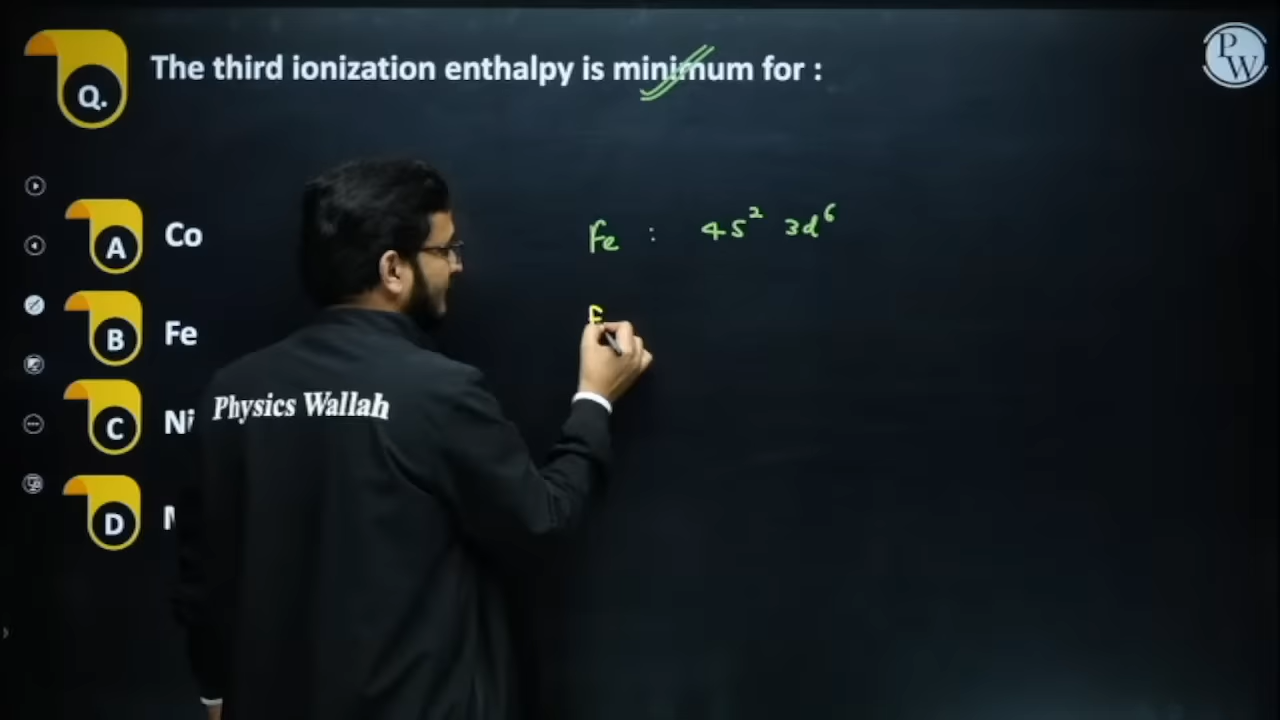 Q.
The third ionization enthalpy is minimum for :
PW
A
Co
Fe : 4s² 3d⁶
B
Fe
F
Physics Wallah
C
Ni
D